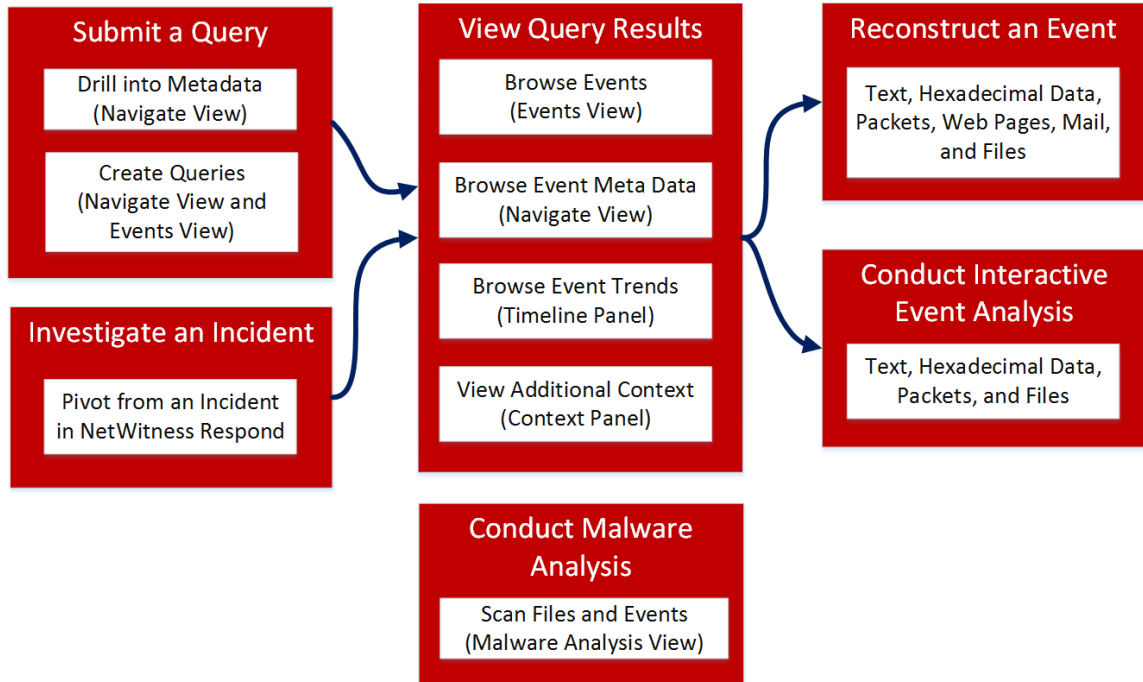 Submit a Query
Drill into Metadata
(Navigate View)
Create Queries
(Navigate View and
Events View)
Investigate an Incident
Pivot from an Incident
in NetWitness Respond
View Query Results
Browse Events
(Events View)
Browse Event Meta Data
(Navigate View)
Browse Event Trends
(Timeline Panel)
View Additional Context
(Context Panel)
Conduct Malware
Analysis
Scan Files and Events
(Malware Analysis View)
Reconstruct an Event
Text, Hexadecimal Data,
Packets, Web Pages, Mail,
and Files
Conduct Interactive
Event Analysis
Text, Hexadecimal Data,
Packets, and Files